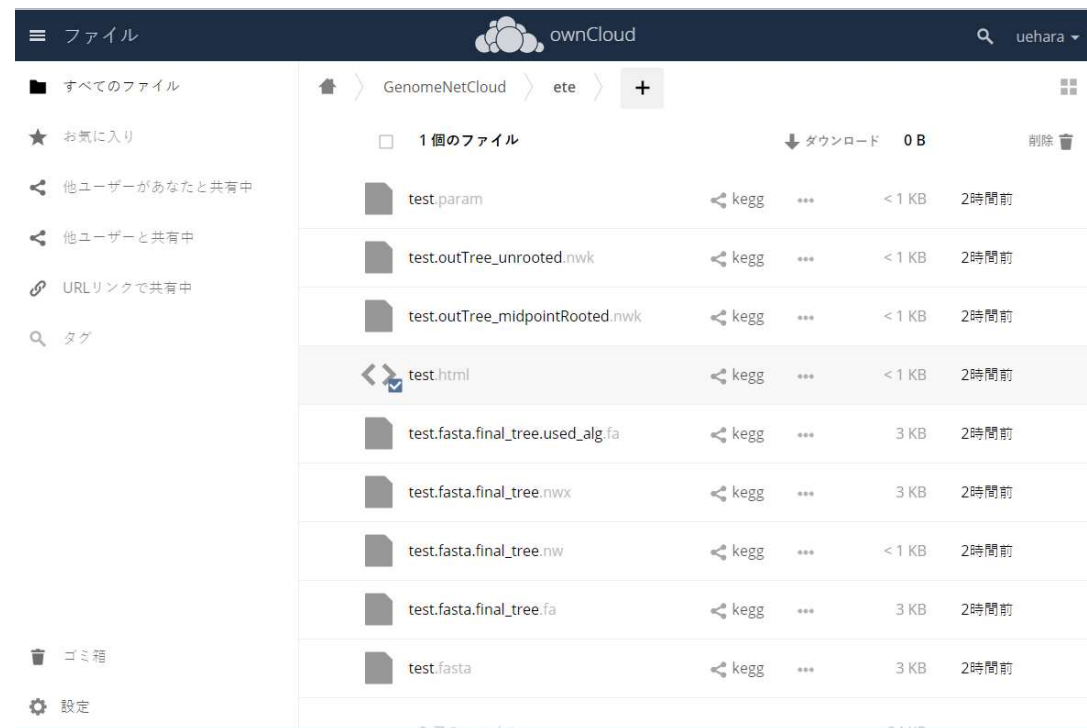 ファイル
ownCloud
uehara
すべてのファイル
お気に入り
他ユーザーがあなたと共有中
他ユーザーと共有中
URLリンクで共有中
タグ
ゴミ箱
設定
GenomeNetCloud ete +
1 個のファイル ダウンロード 0 B 削除
test.param kegg ... < 1 KB 2時間前
test.outTree_unrooted.nwk kegg ... < 1 KB 2時間前
test.outTree_midpointRooted.nwk kegg ... < 1 KB 2時間前
test.html kegg ... < 1 KB 2時間前
test.fasta.final_tree.used_alg.fa kegg ... 3 KB 2時間前
test.fasta.final_tree.nwx kegg ... 3 KB 2時間前
test.fasta.final_tree.nw kegg ... < 1 KB 2時間前
test.fasta.final_tree.fa kegg ... 3 KB 2時間前
test.fasta kegg ... 3 KB 2時間前